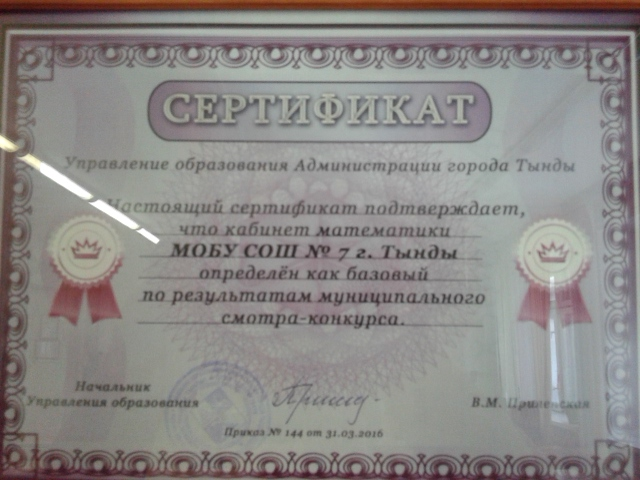 СЕРТИФИКАТ
Управление образования Администрации города Тынды
Настоящий сертификат подтверждает,
что кабинет математики
МОБУ СОШ № 7 г. Тынды
определён как базовый
по результатам муниципального
смотра-конкурса.
Начальник
Управления образования
В.М.
Приказ № 144 от 31.03.2016